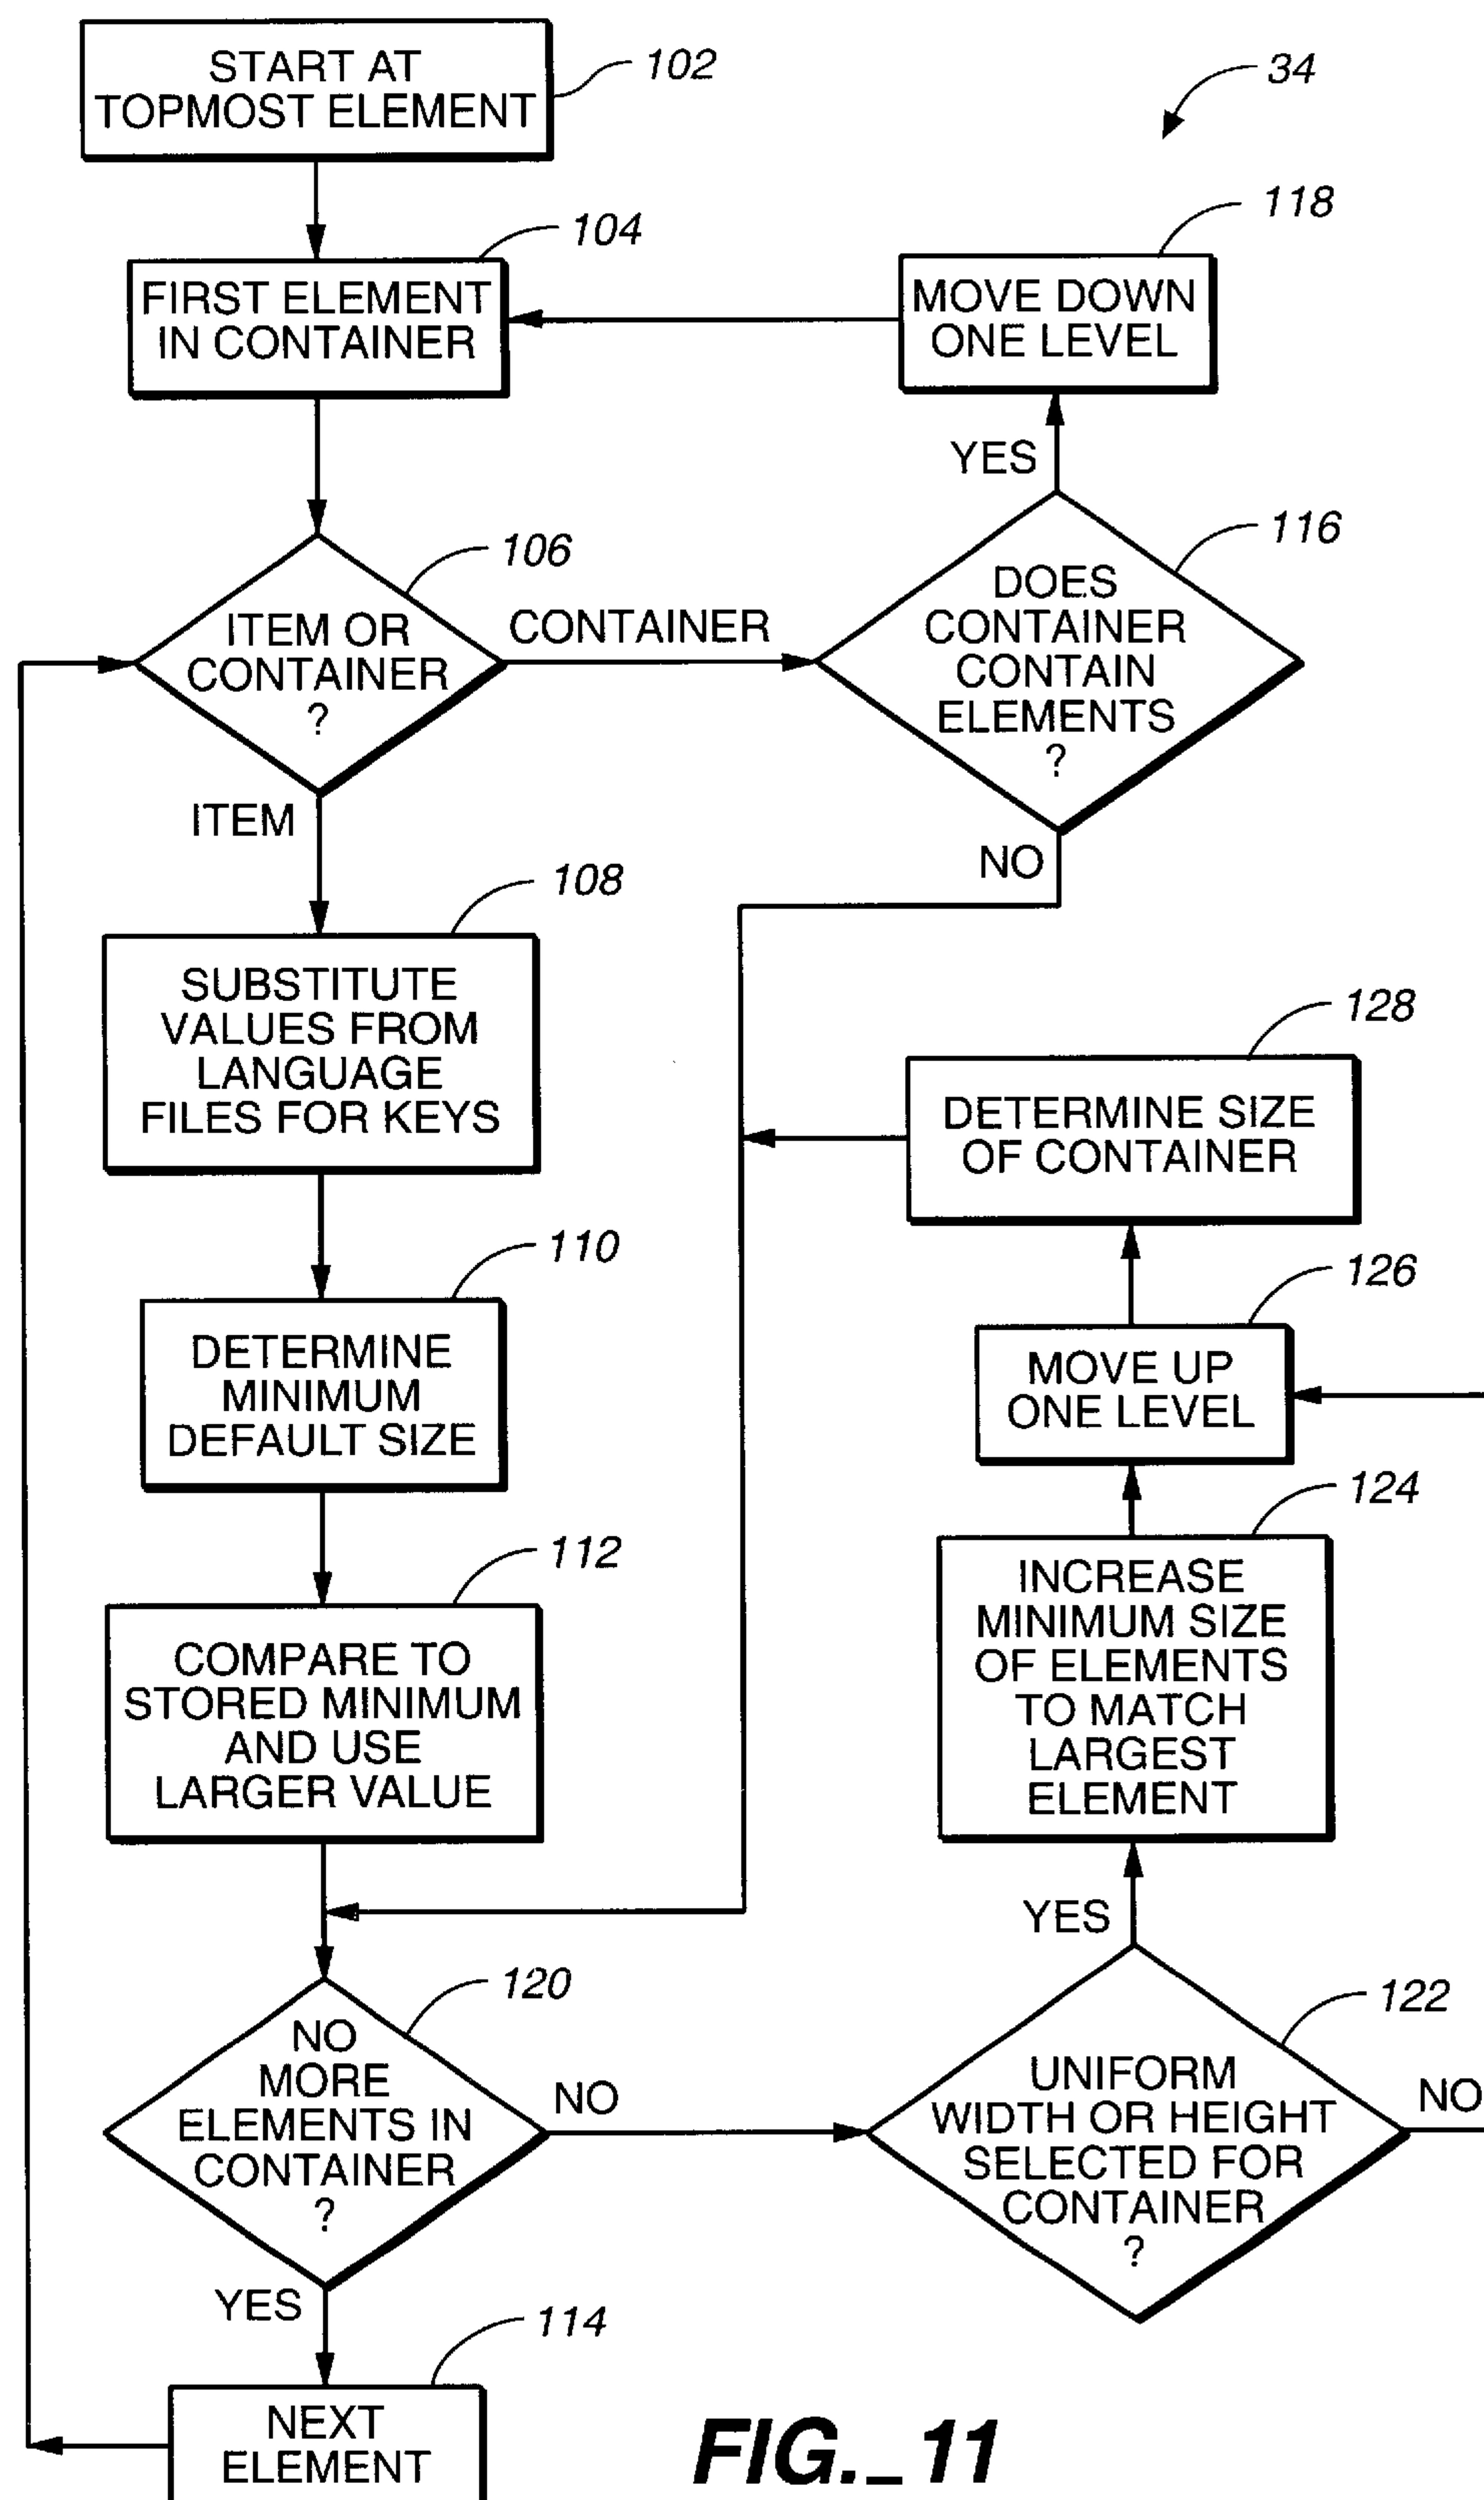 START AT
TOPMOST ELEMENT
102
34
118
104
FIRST ELEMENT
IN CONTAINER
MOVE DOWN
ONE LEVEL
YES
116
106
DOES
CONTAINER
CONTAIN
ELEMENTS
?
ITEM OR
CONTAINER
?
CONTAINER
ITEM
NO
108
SUBSTITUTE
VALUES FROM
LANGUAGE
FILES FOR KEYS
128
DETERMINE SIZE
OF CONTAINER
110
126
DETERMINE
MINIMUM
DEFAULT SIZE
MOVE UP
ONE LEVEL
124
112
INCREASE
MINIMUM SIZE
OF ELEMENTS
TO MATCH
LARGEST
ELEMENT
COMPARE TO
STORED MINIMUM
AND USE
LARGER VALUE
YES
120
122
NO
MORE
ELEMENTS IN
CONTAINER
?
NO
UNIFORM
WIDTH OR HEIGHT
SELECTED FOR
CONTAINER
?
NO
YES
114
NEXT
ELEMENT
FIG._11